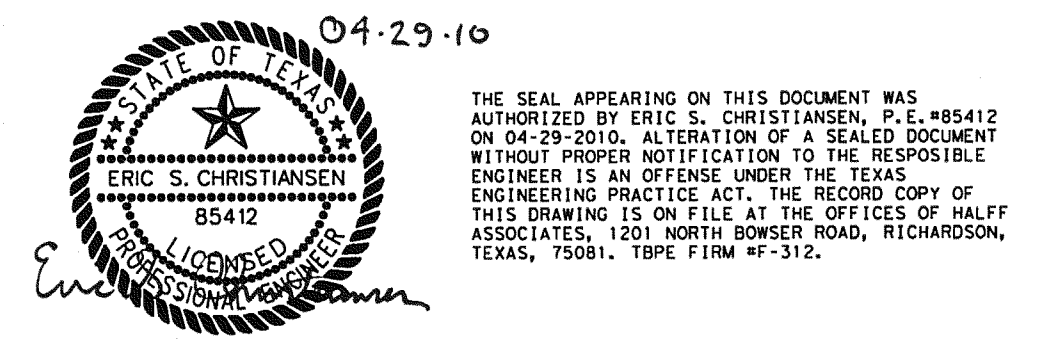 04.29.10
STATE OF TEXAS
ERIC S. CHRISTIANSEN
85412
LICENSED
PROFESSIONAL ENGINEER
Eric S. Christiansen
THE SEAL APPEARING ON THIS DOCUMENT WAS
AUTHORIZED BY ERIC S. CHRISTIANSEN, P.E.#85412
ON 04-29-2010. ALTERATION OF A SEALED DOCUMENT
WITHOUT PROPER NOTIFICATION TO THE RESPOSIBLE
ENGINEER IS AN OFFENSE UNDER THE TEXAS
ENGINEERING PRACTICE ACT. THE RECORD COPY OF
THIS DRAWING IS ON FILE AT THE OFFICES OF HALFF
ASSOCIATES, 1201 NORTH BOWSER ROAD, RICHARDSON,
TEXAS, 75081. TBPE FIRM #F-312.